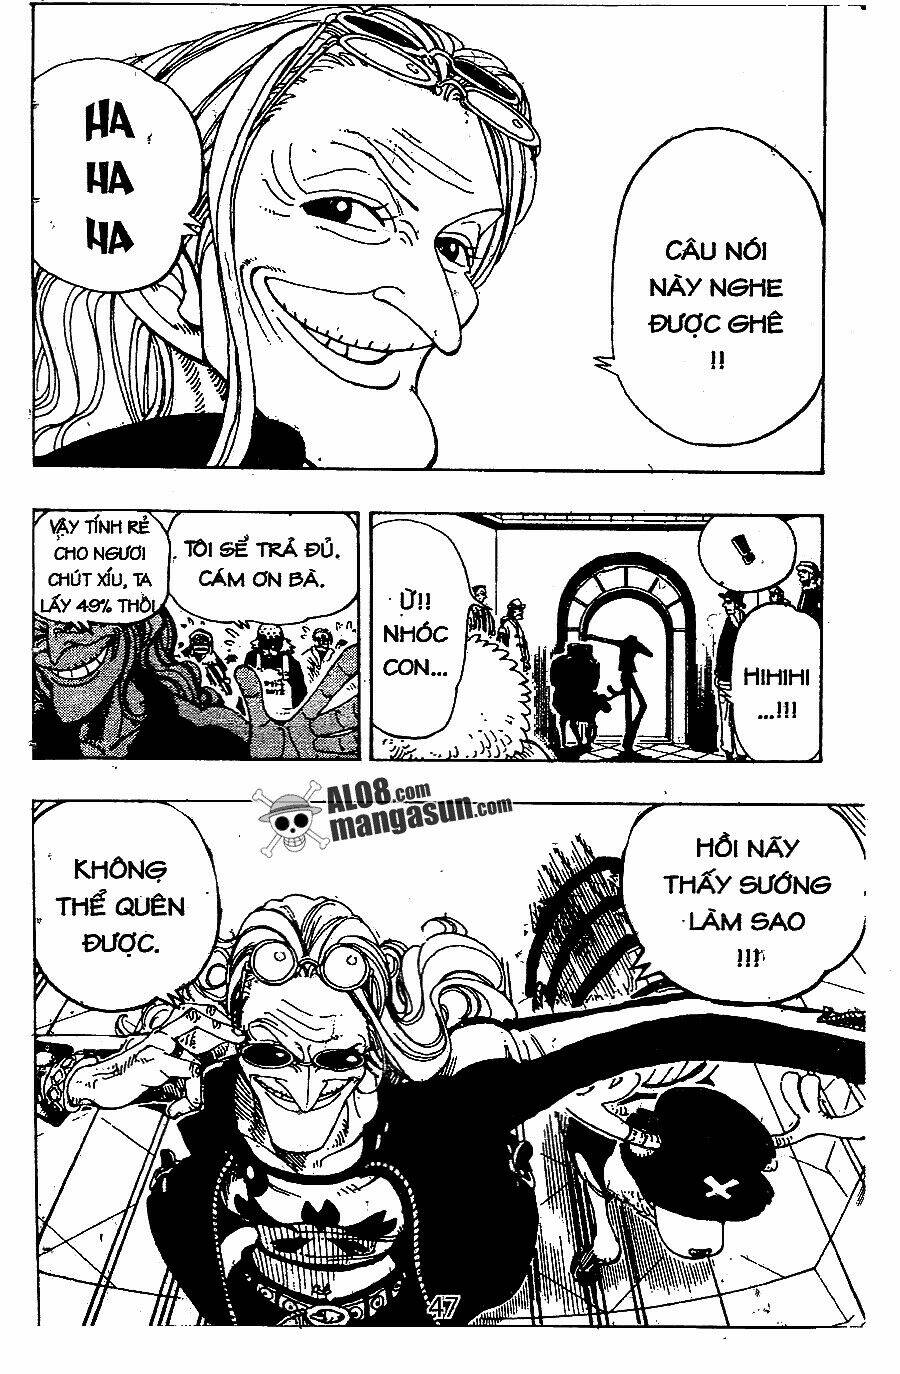 CÂU NÓI
NÀY NGHE
ĐƯỢC GHÊ
!!
HA
HA
HA
!
HIHIHI
...!!!
Ừ!!
NHÓC
CON...
TÔI SẼ TRẢ ĐỦ.
CÁM ƠN BÀ.
VẬY TÍNH RẺ
CHO NGƯƠI
CHÚT XÍU, TA
LẤY 49% THÔI
AL08.com
mangasun.com
HỒI NÃY
THẤY SƯỚNG
LÀM SAO
!!!
KHÔNG
THỂ QUÊN
ĐƯỢC.
47